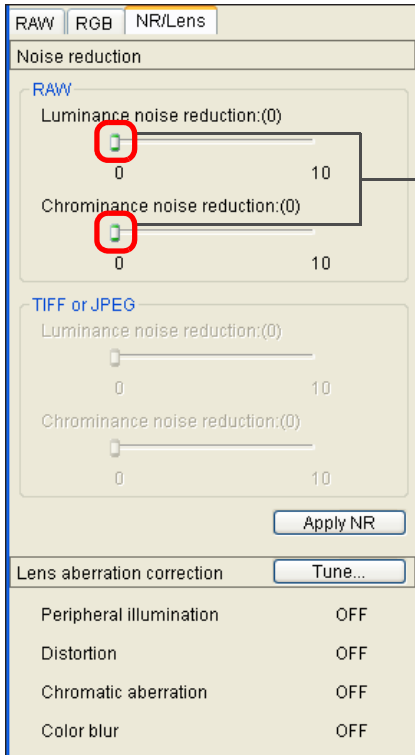 RAW RGB NR/Lens
Noise reduction
RAW
Luminance noise reduction:(0)
0 10
Chrominance noise reduction:(0)
0 10
TIFF or JPEG
Luminance noise reduction:(0)
0 10
Chrominance noise reduction:(0)
0 10
Apply NR
Lens aberration correction Tune...
Peripheral illumination OFF
Distortion OFF
Chromatic aberration OFF
Color blur OFF